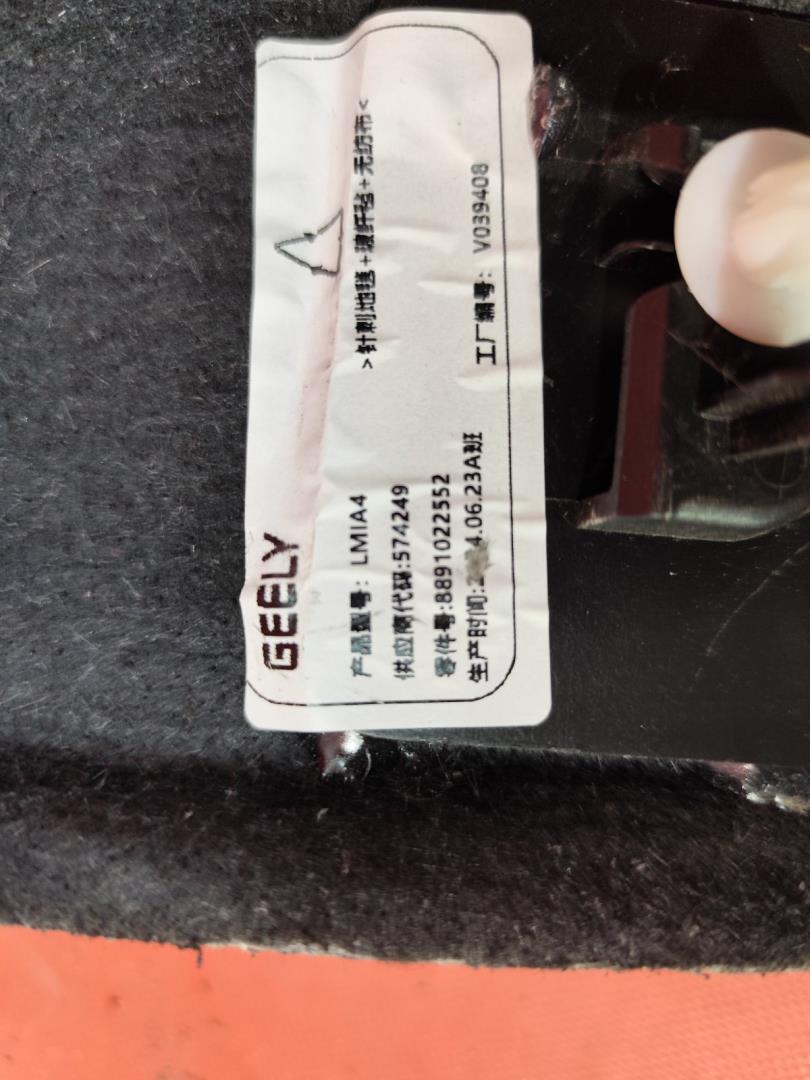 GEELY
产品型号: LMIA4
>针刺地毯+玻纤毡+无纺布<
供应商代码:574249
零件号:8891022552
生产时间:2 4.06.23A班
工厂编号: V039408